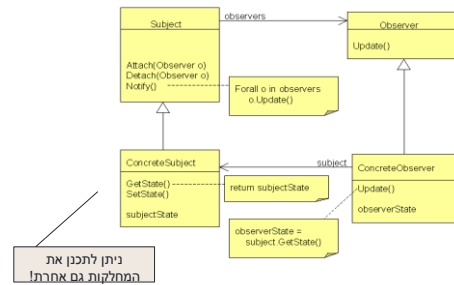 Subject
observers
Observer
Update()
Attach(Observer o)
Detach(Observer o)
Notify()
Forall o in observers
o.Update()
ConcreteSubject
subject
ConcreteObserver
GetState()
SetState()
return subjectState
Update()
subjectState
observerState
observerState =
subject.GetState()
ניתן לתכנן את
המחלקות גם אחרת!